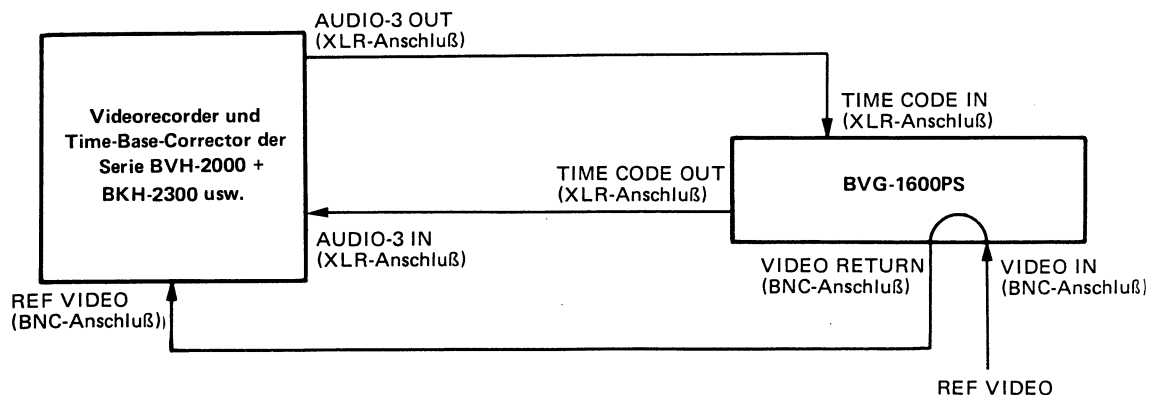 AUDIO-3 OUT
(XLR-Anschluß)
Videorecorder und
Time-Base-Corrector der
Serie BVH-2000 +
BKH-2300 usw.
TIME CODE IN
(XLR-Anschluß)
TIME CODE OUT
(XLR-Anschluß)
BVG-1600PS
AUDIO-3 IN
(XLR-Anschluß)
VIDEO RETURN
(BNC-Anschluß)
VIDEO IN
(BNC-Anschluß)
REF VIDEO
(BNC-Anschluß))
REF VIDEO